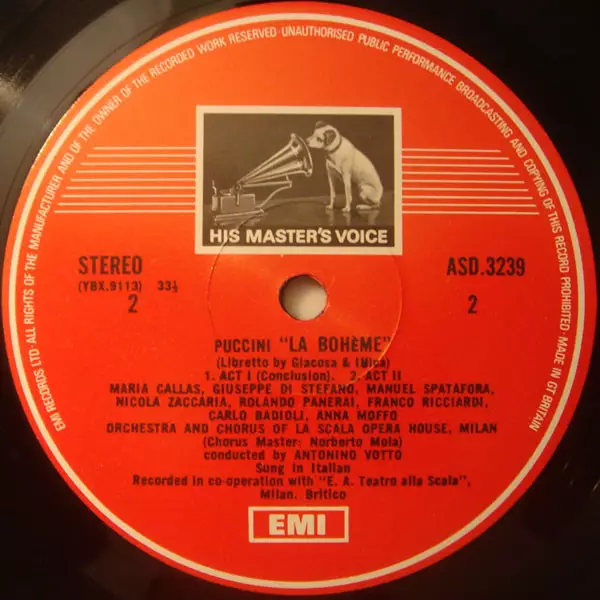 EMI RECORDS LTD·ALL RIGHTS OF THE MANUFACTURER AND OF THE OWNER OF THE RECORDED WORK RESERVED·UNAUTHORISED PUBLIC PERFORMANCE BROADCASTING AND COPYING OF THIS RECORD PROHIBITED·MADE IN GT BRITAIN
HIS MASTER'S VOICE
STEREO ASD.3239
(YBX.9113) 33⅓
2 2
PUCCINI "LA BOHÈME"
(Libretto by Giacosa & Illica)
1. ACT I (Conclusion). 2. ACT II
MARIA CALLAS, GIUSEPPE DI STEFANO, MANUEL SPATAFORA,
NICOLA ZACCARIA, ROLANDO PANERAI, FRANCO RICCIARDI,
CARLO BADIOLI, ANNA MOFFO
ORCHESTRA AND CHORUS OF LA SCALA OPERA HOUSE, MILAN
(Chorus Master: Norberto Mola)
conducted by ANTONINO VOTTO
Sung in Italian
Recorded in co-operation with "E. A. Teatro alla Scala",
Milan. Britico
EMI